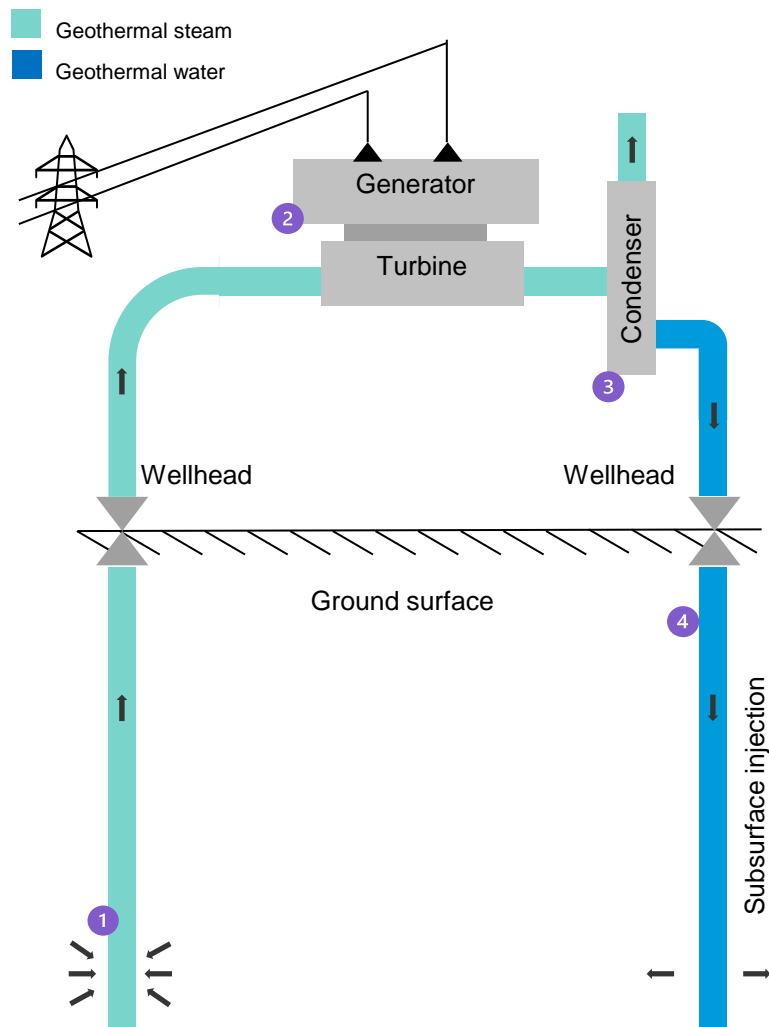 Geothermal steam
Geothermal water
Generator
2
Turbine
Condenser
3
Wellhead
Wellhead
Ground surface
4
Subsurface injection
1